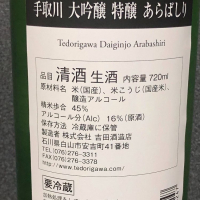 手取川 大吟醸 特醸 あらばしり
Tedorigawa Daiginjo Arabashiri
品目 清酒 生酒 内容量 720ml
原材料名／米(国産)、米こうじ(国産米)、
醸造アルコール
精米歩合 45%
アルコール分(Alc) 16%(原酒)
保存方法 冷蔵庫に保管
製造者 株式会社 吉田酒造店
石川県白山市安吉町41番地
TEL(076)276-3311
FAX(076)276-3378
www.tedorigawa.com
要冷蔵